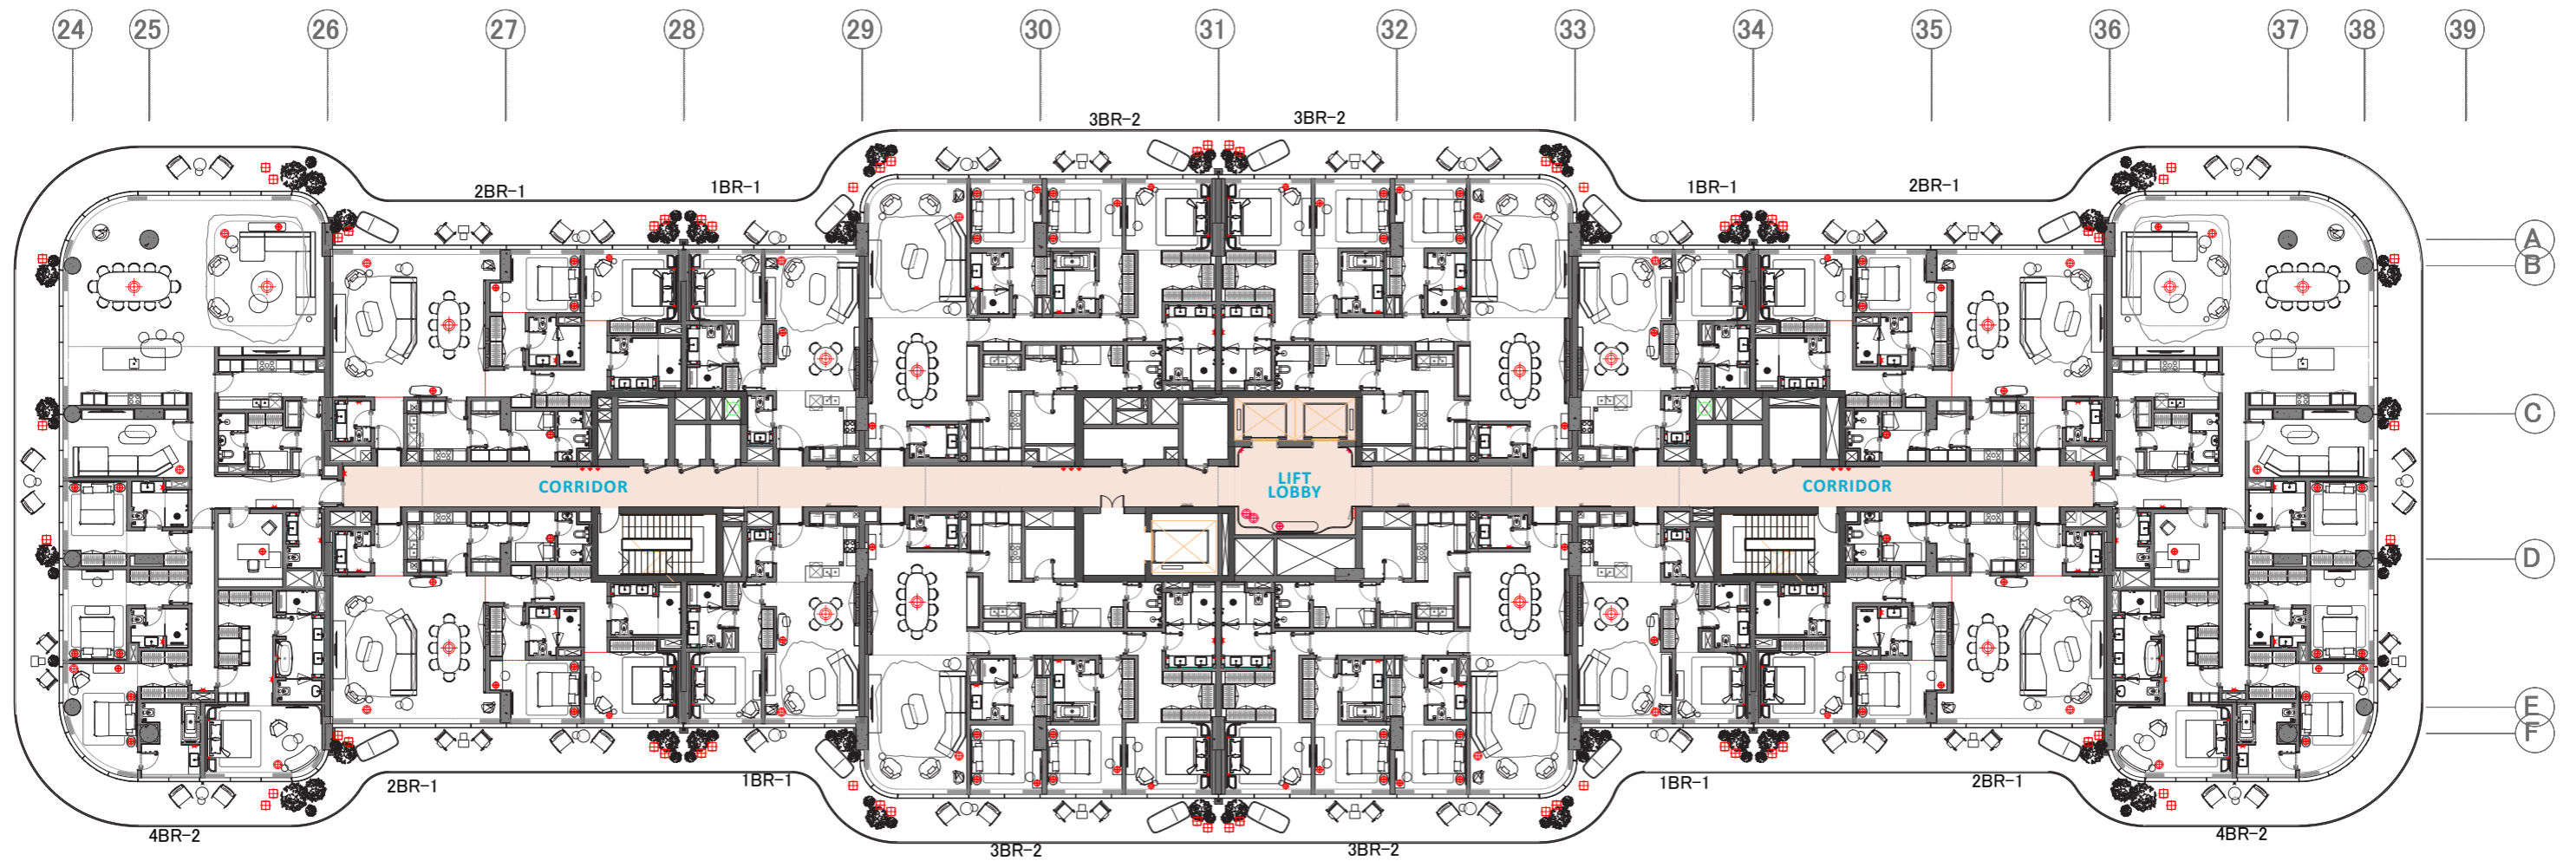 24 25 26 27 28 29 30 31 32 33 34 35 36 37 38 39
3BR-2 3BR-2
2BR-1 1BR-1 1BR-1 2BR-1
A
B
C
CORRIDOR LIFT LOBBY CORRIDOR
D
E
F
2BR-1 1BR-1 1BR-1 2BR-1
4BR-2 3BR-2 3BR-2 4BR-2